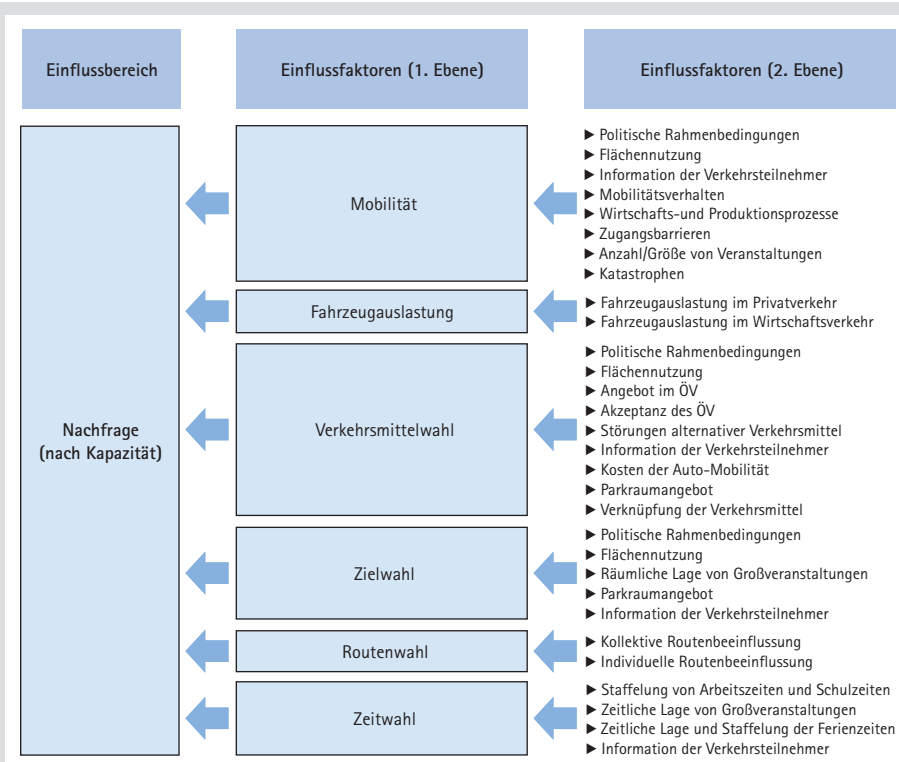 Einflussbereich
Einflussfaktoren (1. Ebene)
Einflussfaktoren (2. Ebene)
Nachfrage
(nach Kapazität)
Mobilität
▶ Politische Rahmenbedingungen
▶ Flächennutzung
▶ Information der Verkehrsteilnehmer
▶ Mobilitätsverhalten
▶ Wirtschafts-und Produktionsprozesse
▶ Zugangsbarrieren
▶ Anzahl/Größe von Veranstaltungen
▶ Katastrophen
Fahrzeugauslastung
▶ Fahrzeugauslastung im Privatverkehr
▶ Fahrzeugauslastung im Wirtschaftsverkehr
Verkehrsmittelwahl
▶ Politische Rahmenbedingungen
▶ Flächennutzung
▶ Angebot im ÖV
▶ Akzeptanz des ÖV
▶ Störungen alternativer Verkehrsmittel
▶ Information der Verkehrsteilnehmer
▶ Kosten der Auto-Mobilität
▶ Parkraumangebot
▶ Verknüpfung der Verkehrsmittel
Zielwahl
▶ Politische Rahmenbedingungen
▶ Flächennutzung
▶ Räumliche Lage von Großveranstaltungen
▶ Parkraumangebot
▶ Information der Verkehrsteilnehmer
Routenwahl
▶ Kollektive Routenbeeinflussung
▶ Individuelle Routenbeeinflussung
Zeitwahl
▶ Staffelung von Arbeitszeiten und Schulzeiten
▶ Zeitliche Lage von Großveranstaltungen
▶ Zeitliche Lage und Staffelung der Ferienzeiten
▶ Information der Verkehrsteilnehmer